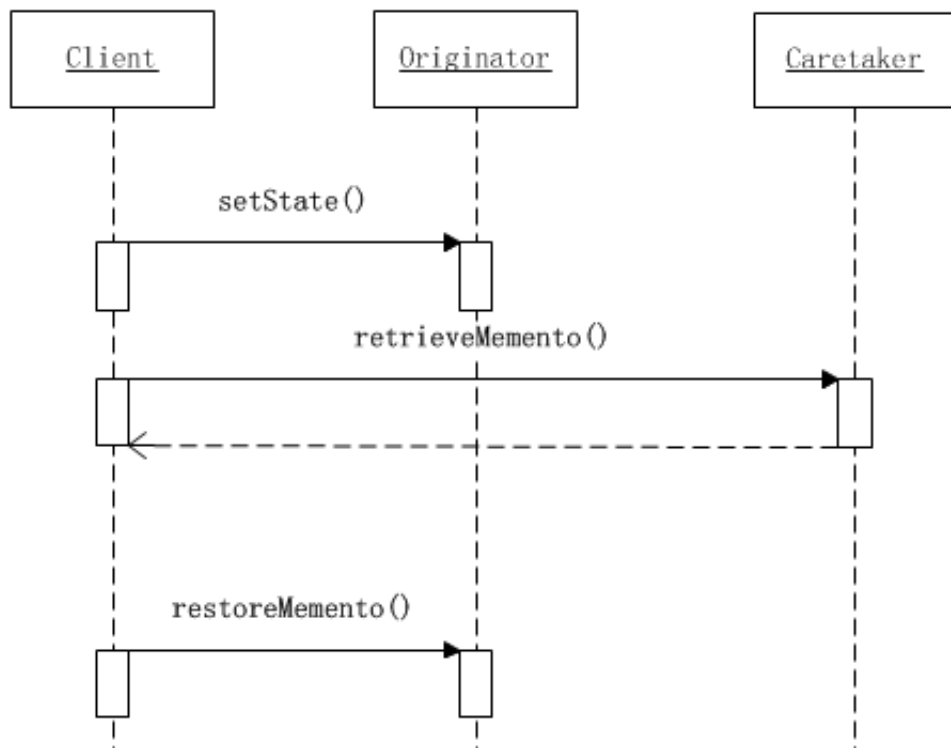 Client
Originator
Caretaker
setState()
retrieveMemento()
restoreMemento()